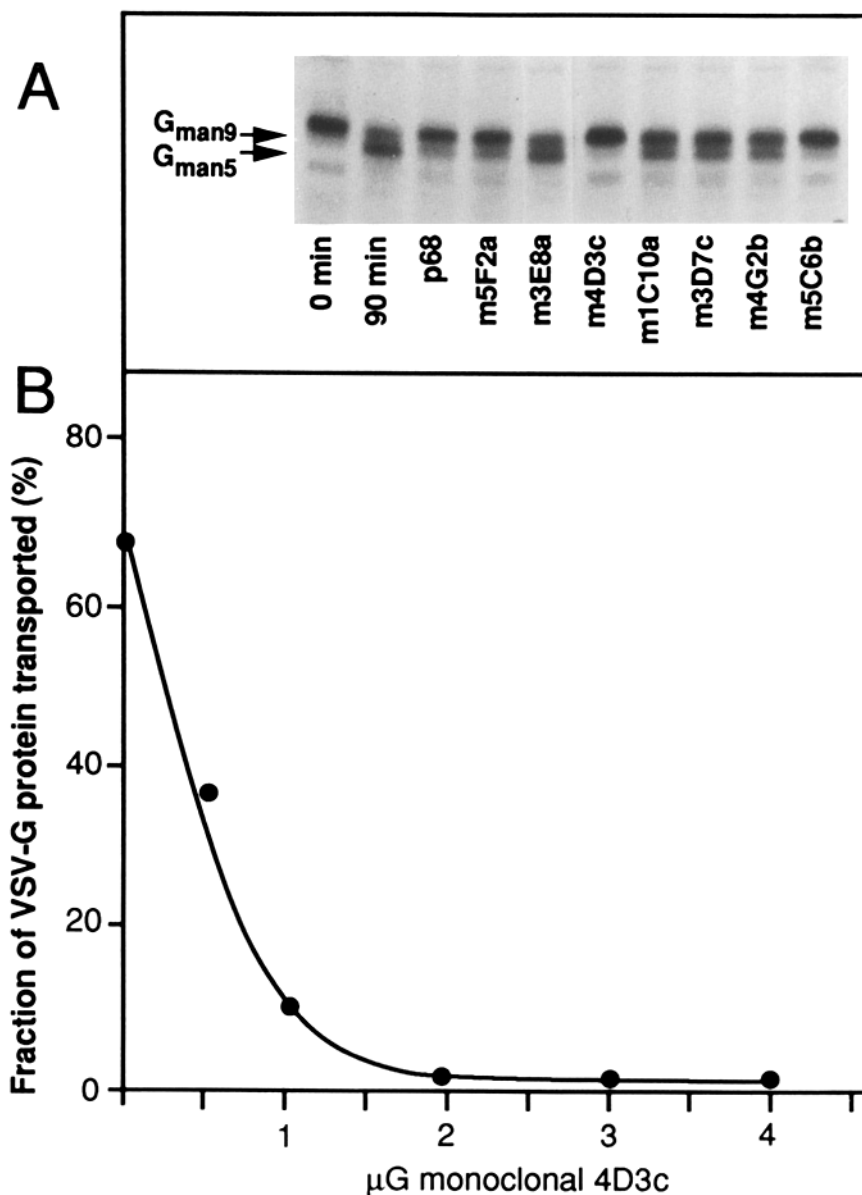 A
Gman9
Gman5
0 min
90 min
p68
m5F2a
m3E8a
m4D3c
m1C10a
m3D7c
m4G2b
m5C6b
B
Fraction of VSV-G protein transported (%)
80
60
40
20
0
1
2
3
4
μG monoclonal 4D3c